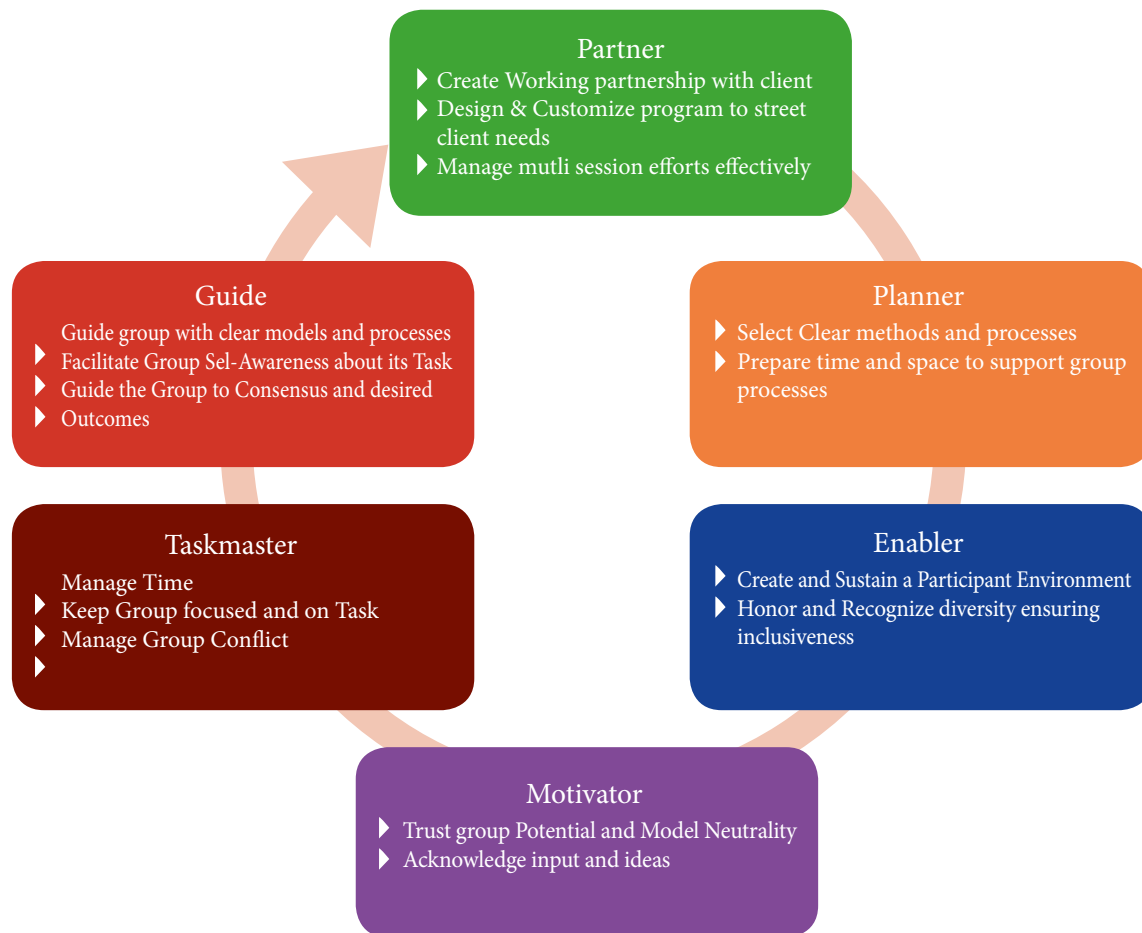 Partner
Create Working partnership with client
Design & Customize program to street
client needs
Manage mutli session efforts effectively
Planner
Select Clear methods and processes
Prepare time and space to support group
processes
Enabler
Create and Sustain a Participant Environment
Honor and Recognize diversity ensuring
inclusiveness
Motivator
Trust group Potential and Model Neutrality
Acknowledge input and ideas
Taskmaster
Manage Time
Keep Group focused and on Task
Manage Group Conflict
Guide
Guide group with clear models and processes
Facilitate Group Sel-Awareness about its Task
Guide the Group to Consensus and desired
Outcomes